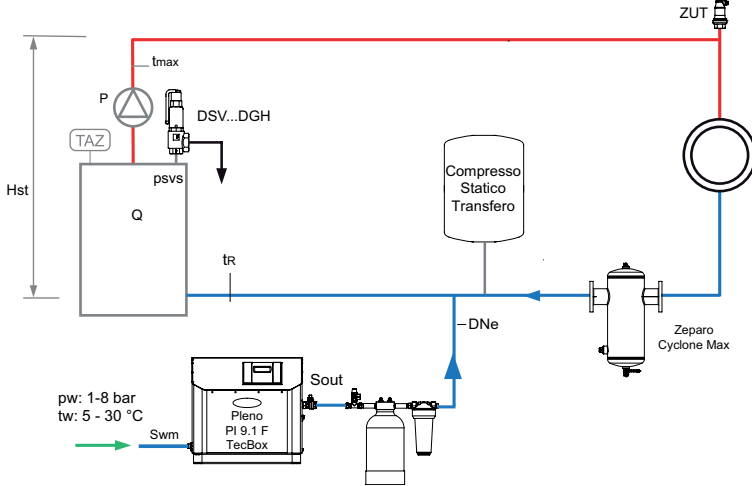 ZUT
tmax
P
DSV...DGH
TAZ
psvs
Hst
Q
Compresso
Statico
Transfero
tR
DNe
Zeparo
Cyclone Max
Sout
pw: 1-8 bar
tw: 5 - 30 °C
Pleno
PI 9.1 F
TecBox
Swm